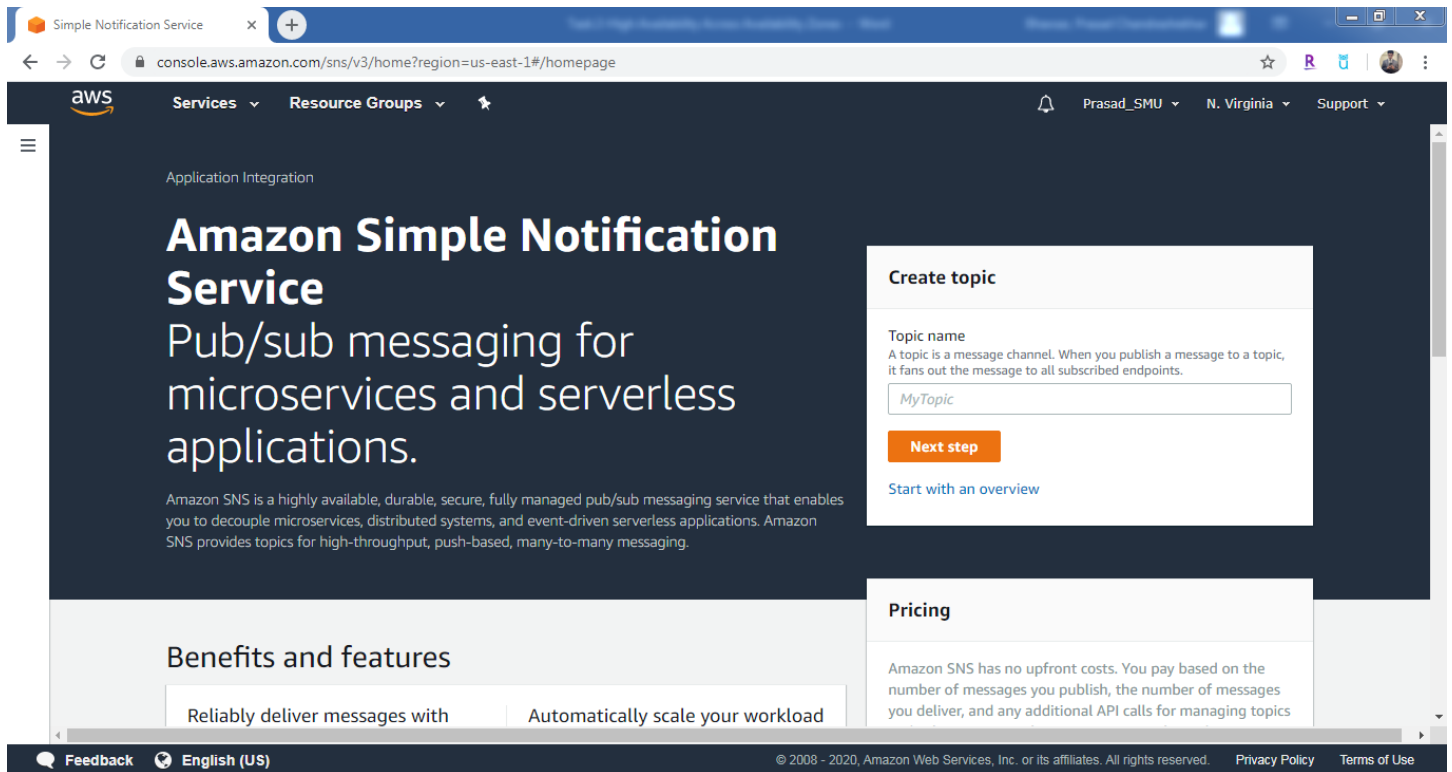 Simple Notification Service
console.aws.amazon.com/sns/v3/home?region=us-east-1#/homepage
R
aws Services Resource Groups Prasad_SMU N. Virginia Support
Application Integration
Amazon Simple Notification
Service
Pub/sub messaging for
microservices and serverless
applications.
Amazon SNS is a highly available, durable, secure, fully managed pub/sub messaging service that enables
you to decouple microservices, distributed systems, and event-driven serverless applications. Amazon
SNS provides topics for high-throughput, push-based, many-to-many messaging.
Create topic
Topic name
A topic is a message channel. When you publish a message to a topic,
it fans out the message to all subscribed endpoints.
MyTopic
Next step
Start with an overview
Pricing
Amazon SNS has no upfront costs. You pay based on the
number of messages you publish, the number of messages
you deliver, and any additional API calls for managing topics
Benefits and features
Reliably deliver messages with
Automatically scale your workload
Feedback English (US) © 2008 - 2020, Amazon Web Services, Inc. or its affiliates. All rights reserved. Privacy Policy Terms of Use